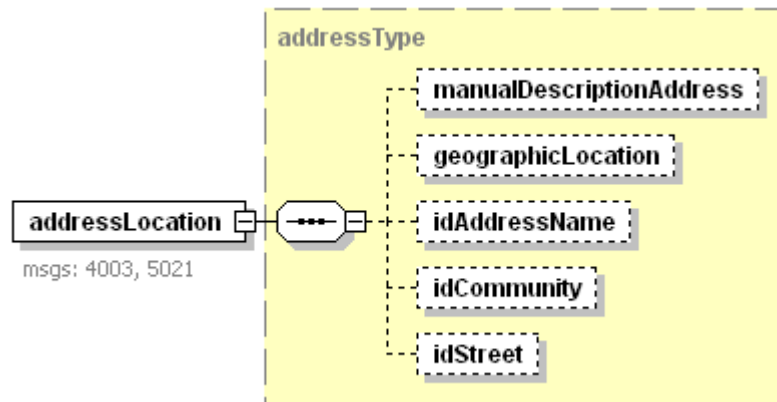 addressType
manualDescriptionAddress
geographicLocation
addressLocation
idAddressName
msgs: 4003, 5021
idCommunity
idStreet